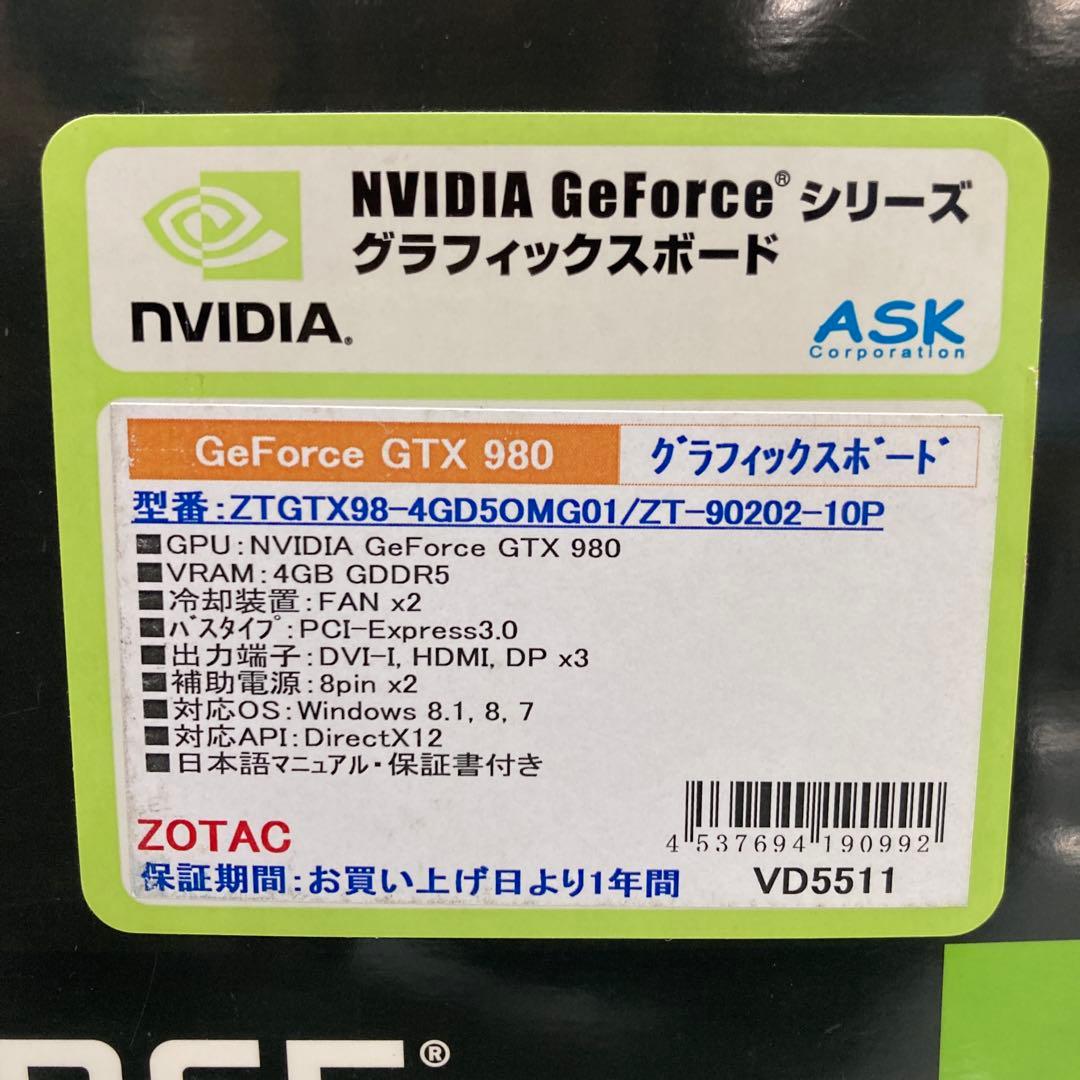 NVIDIA GeForce® シリーズ
グラフィックスボード
NVIDIA.
ASK
Corporation
GeForce GTX 980
グラフィックスボード
型番:ZTGTX98-4GD5OMG01/ZT-90202-10P
■GPU:NVIDIA GeForce GTX 980
■VRAM:4GB GDDR5
■冷却装置:FAN x2
■バスタイプ:PCI-Express3.0
■出力端子:DVI-I, HDMI, DP x3
■補助電源:8pin x2
■対応OS:Windows 8.1, 8, 7
■対応API:DirectX12
■日本語マニュアル・保証書付き
ZOTAC
4 537694 190992
保証期間:お買い上げ日より1年間
VD5511